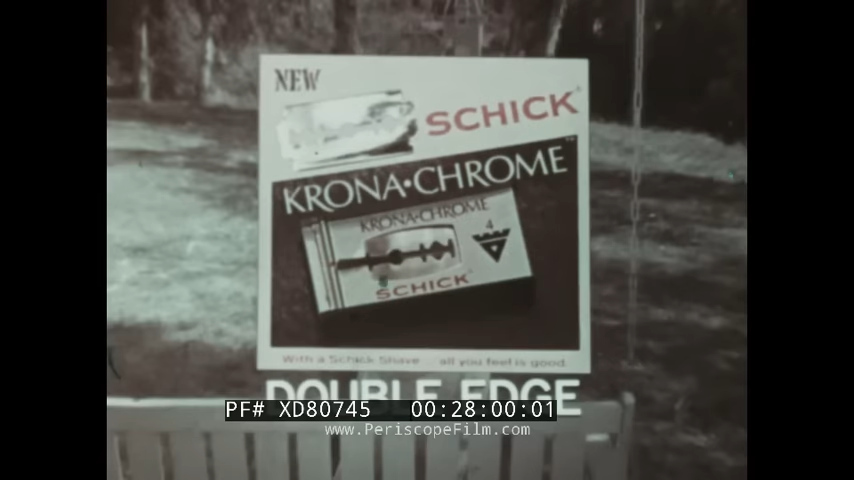 NEW
SCHICK
KRONA•CHROME™
KRONA•CHROME
4
SCHICK
With a Schick Shave... all you feel is good.
DOUBLE EDGE
PF# XD80745 00:28:00:01
www.PeriscopeFilm.com